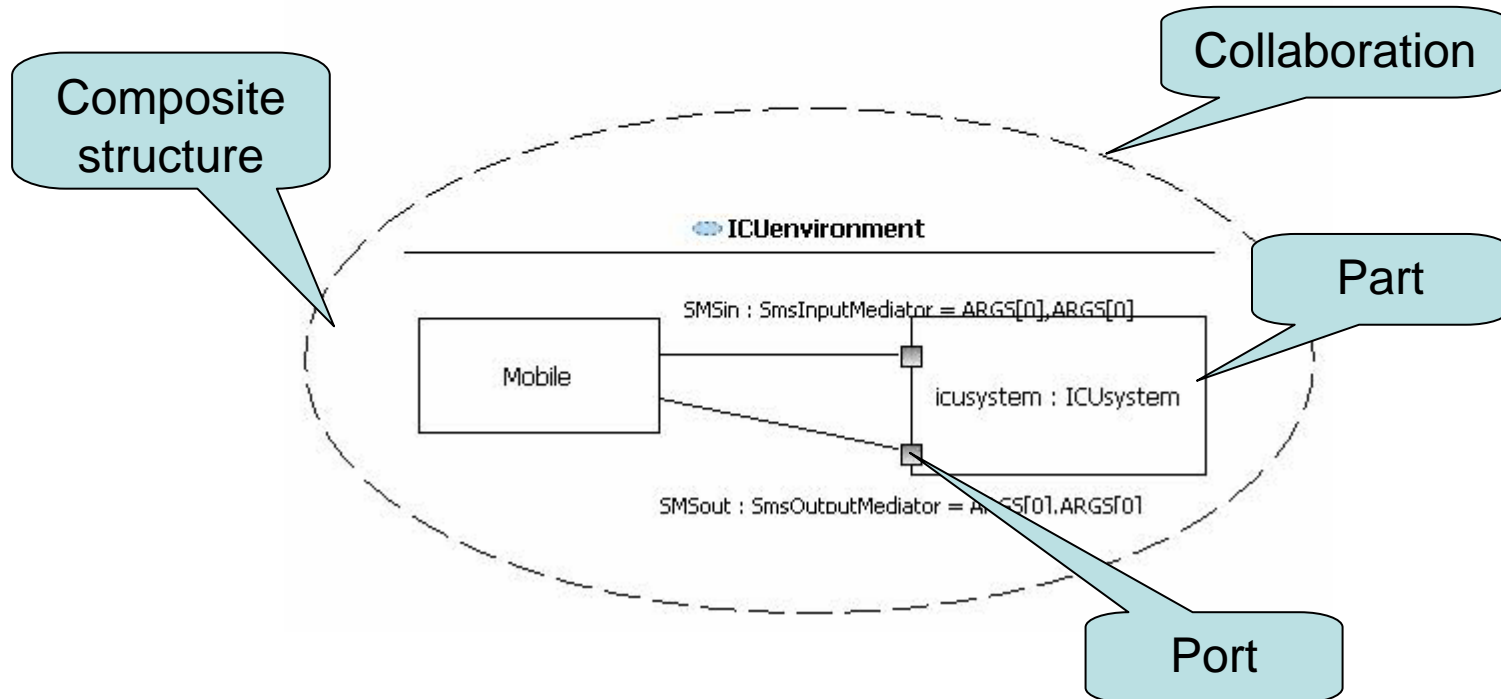 Collaboration
Composite
structure
ICUenvironment
Part
SMSin : SmsInputMediator = ARGS[0],ARGS[0]
Mobile
icusystem : ICUsystem
SMSout : SmsOutputMediator = ARGS[0].ARGS[0]
Port